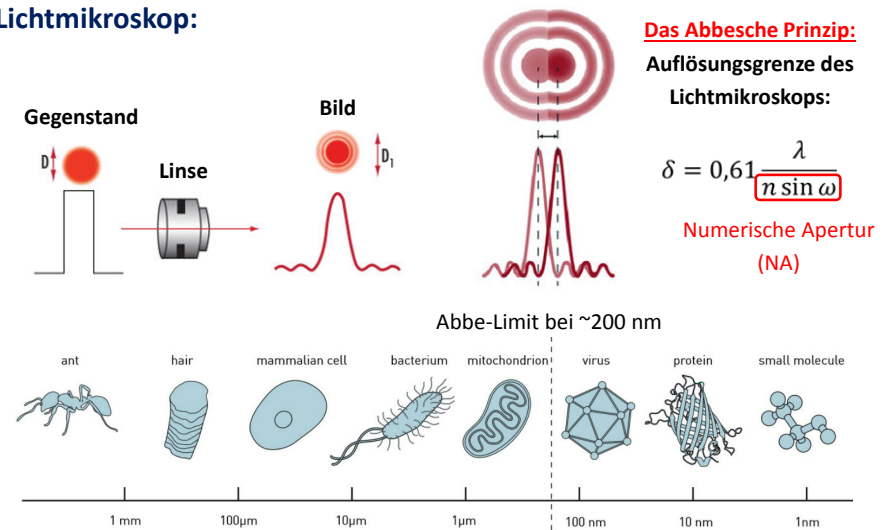 Lichtmikroskop:
Das Abbesche Prinzip:
Auflösungsgrenze des
Lichtmikroskops:
Gegenstand
Linse
Bild
D
D₁
δ = 0,61 λ / n sin ω
Numerische Apertur
(NA)
Abbe-Limit bei ~200 nm
ant hair mammalian cell bacterium mitochondrion virus protein small molecule
1 mm 100µm 10µm 1µm 100 nm 10 nm 1nm